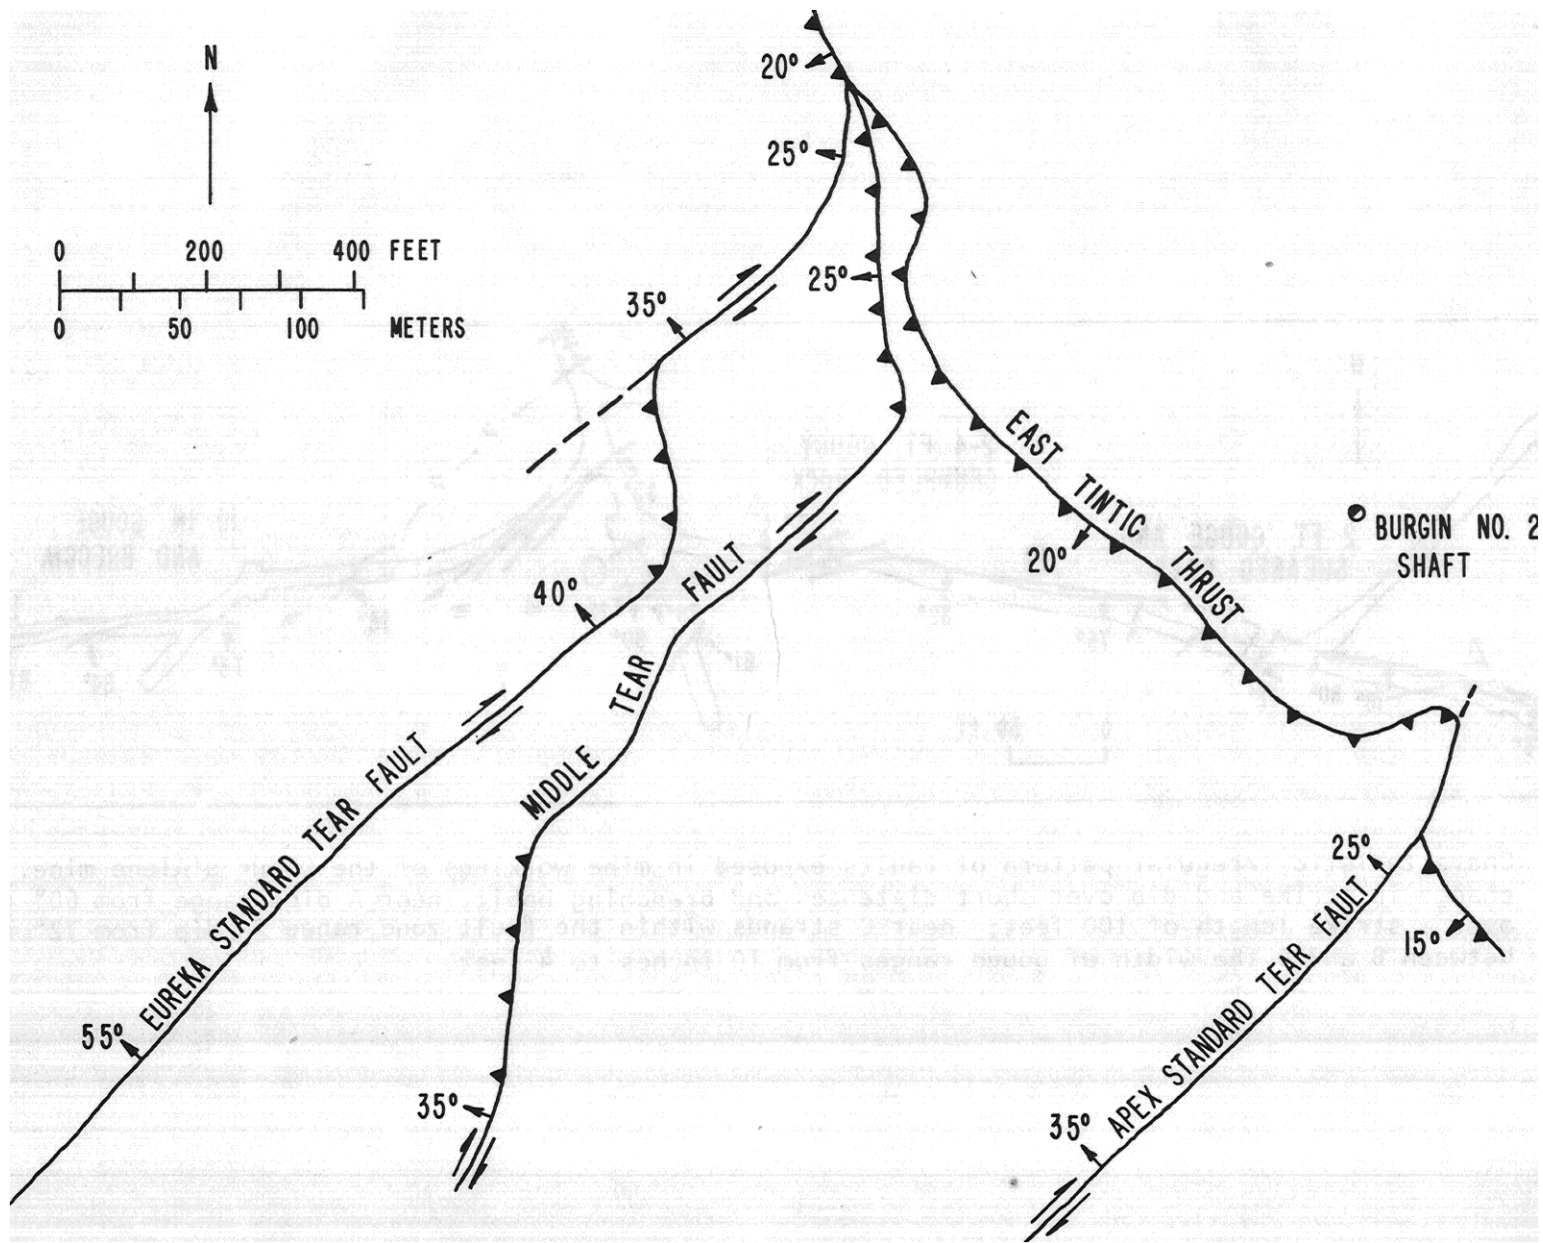 N
20°
25°
0 200 400 FEET
25°
35°
0 50 100 METERS
EAST TINTIC THRUST
BURGIN NO. 2
SHAFT
20°
40°
MIDDLE TEAR FAULT
EUREKA STANDARD TEAR FAULT
25°
15°
55°
35°
35°
APEX STANDARD TEAR FAULT